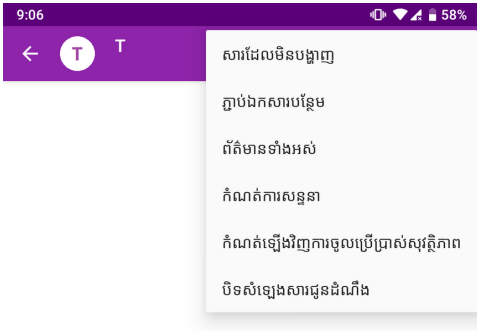 9:06 58%
T T
សារដែលមិនបង្ហាញ
ភ្ជាប់ឯកសារបន្ថែម
ព័ត៌មានទាំងអស់
កំណត់ការសន្ទនា
កំណត់ឡើងវិញការចូលប្រើប្រាស់សុវត្ថិភាព
បិទសំឡេងសារជូនដំណឹង